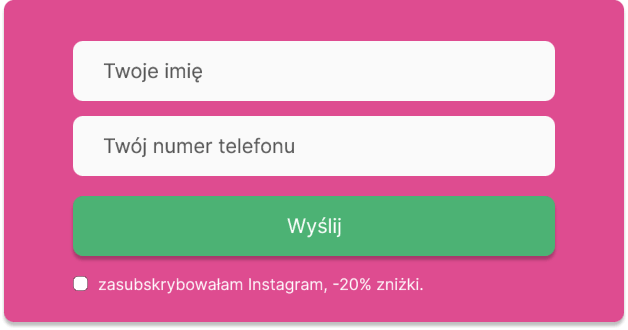 Twoje imię
Twój numer telefonu
Wyślij
zasubskrybowałam Instagram, -20% zniżki.